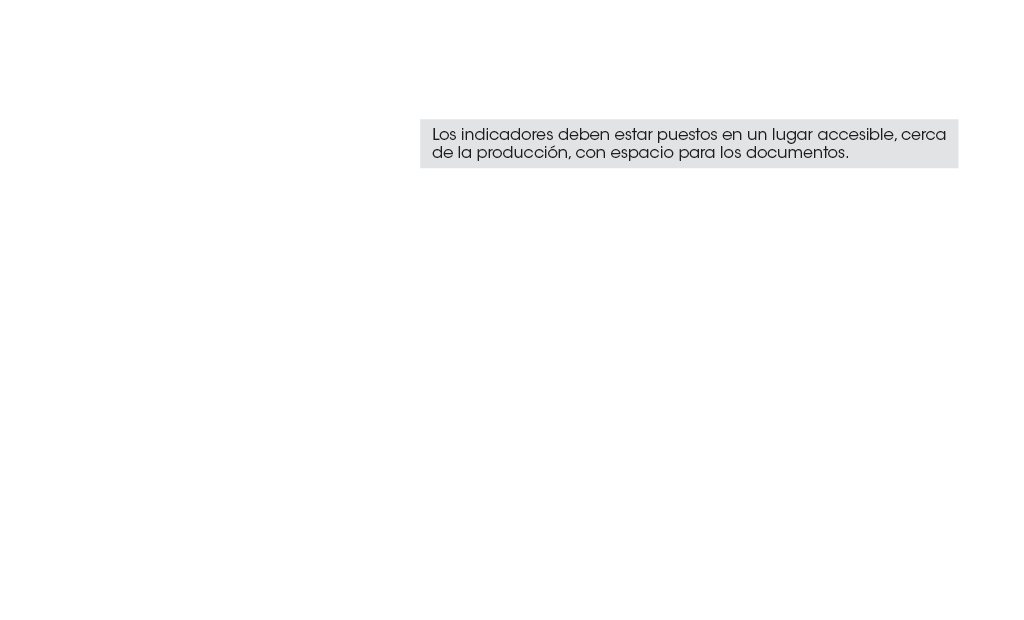 Los indicadores deben estar puestos en un lugar accesible, cerca
de la producción, con espacio para los documentos.